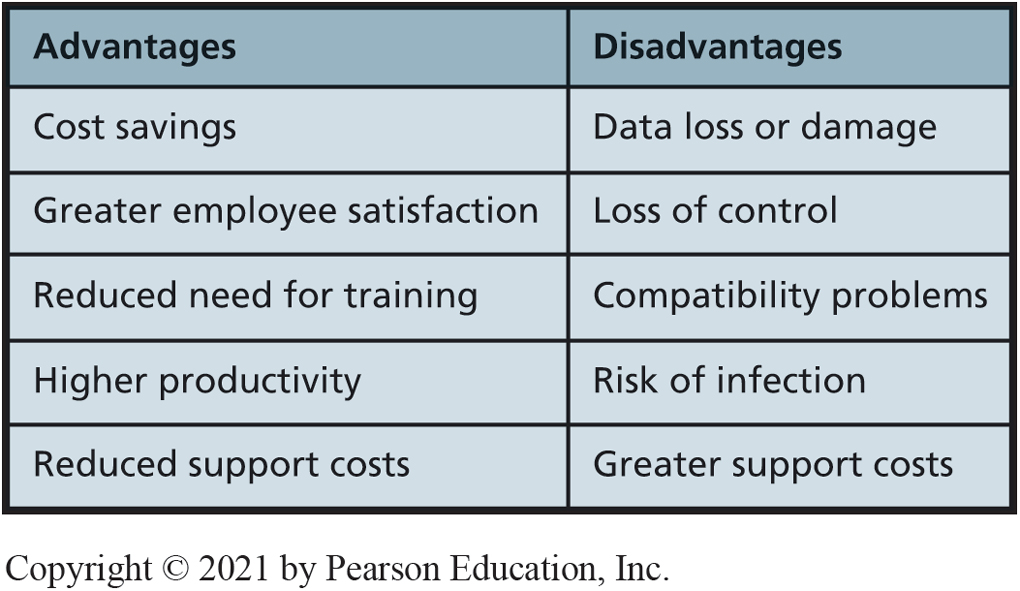 Advantages Disadvantages
Cost savings Data loss or damage
Greater employee satisfaction Loss of control
Reduced need for training Compatibility problems
Higher productivity Risk of infection
Reduced support costs Greater support costs
Copyright © 2021 by Pearson Education, Inc.